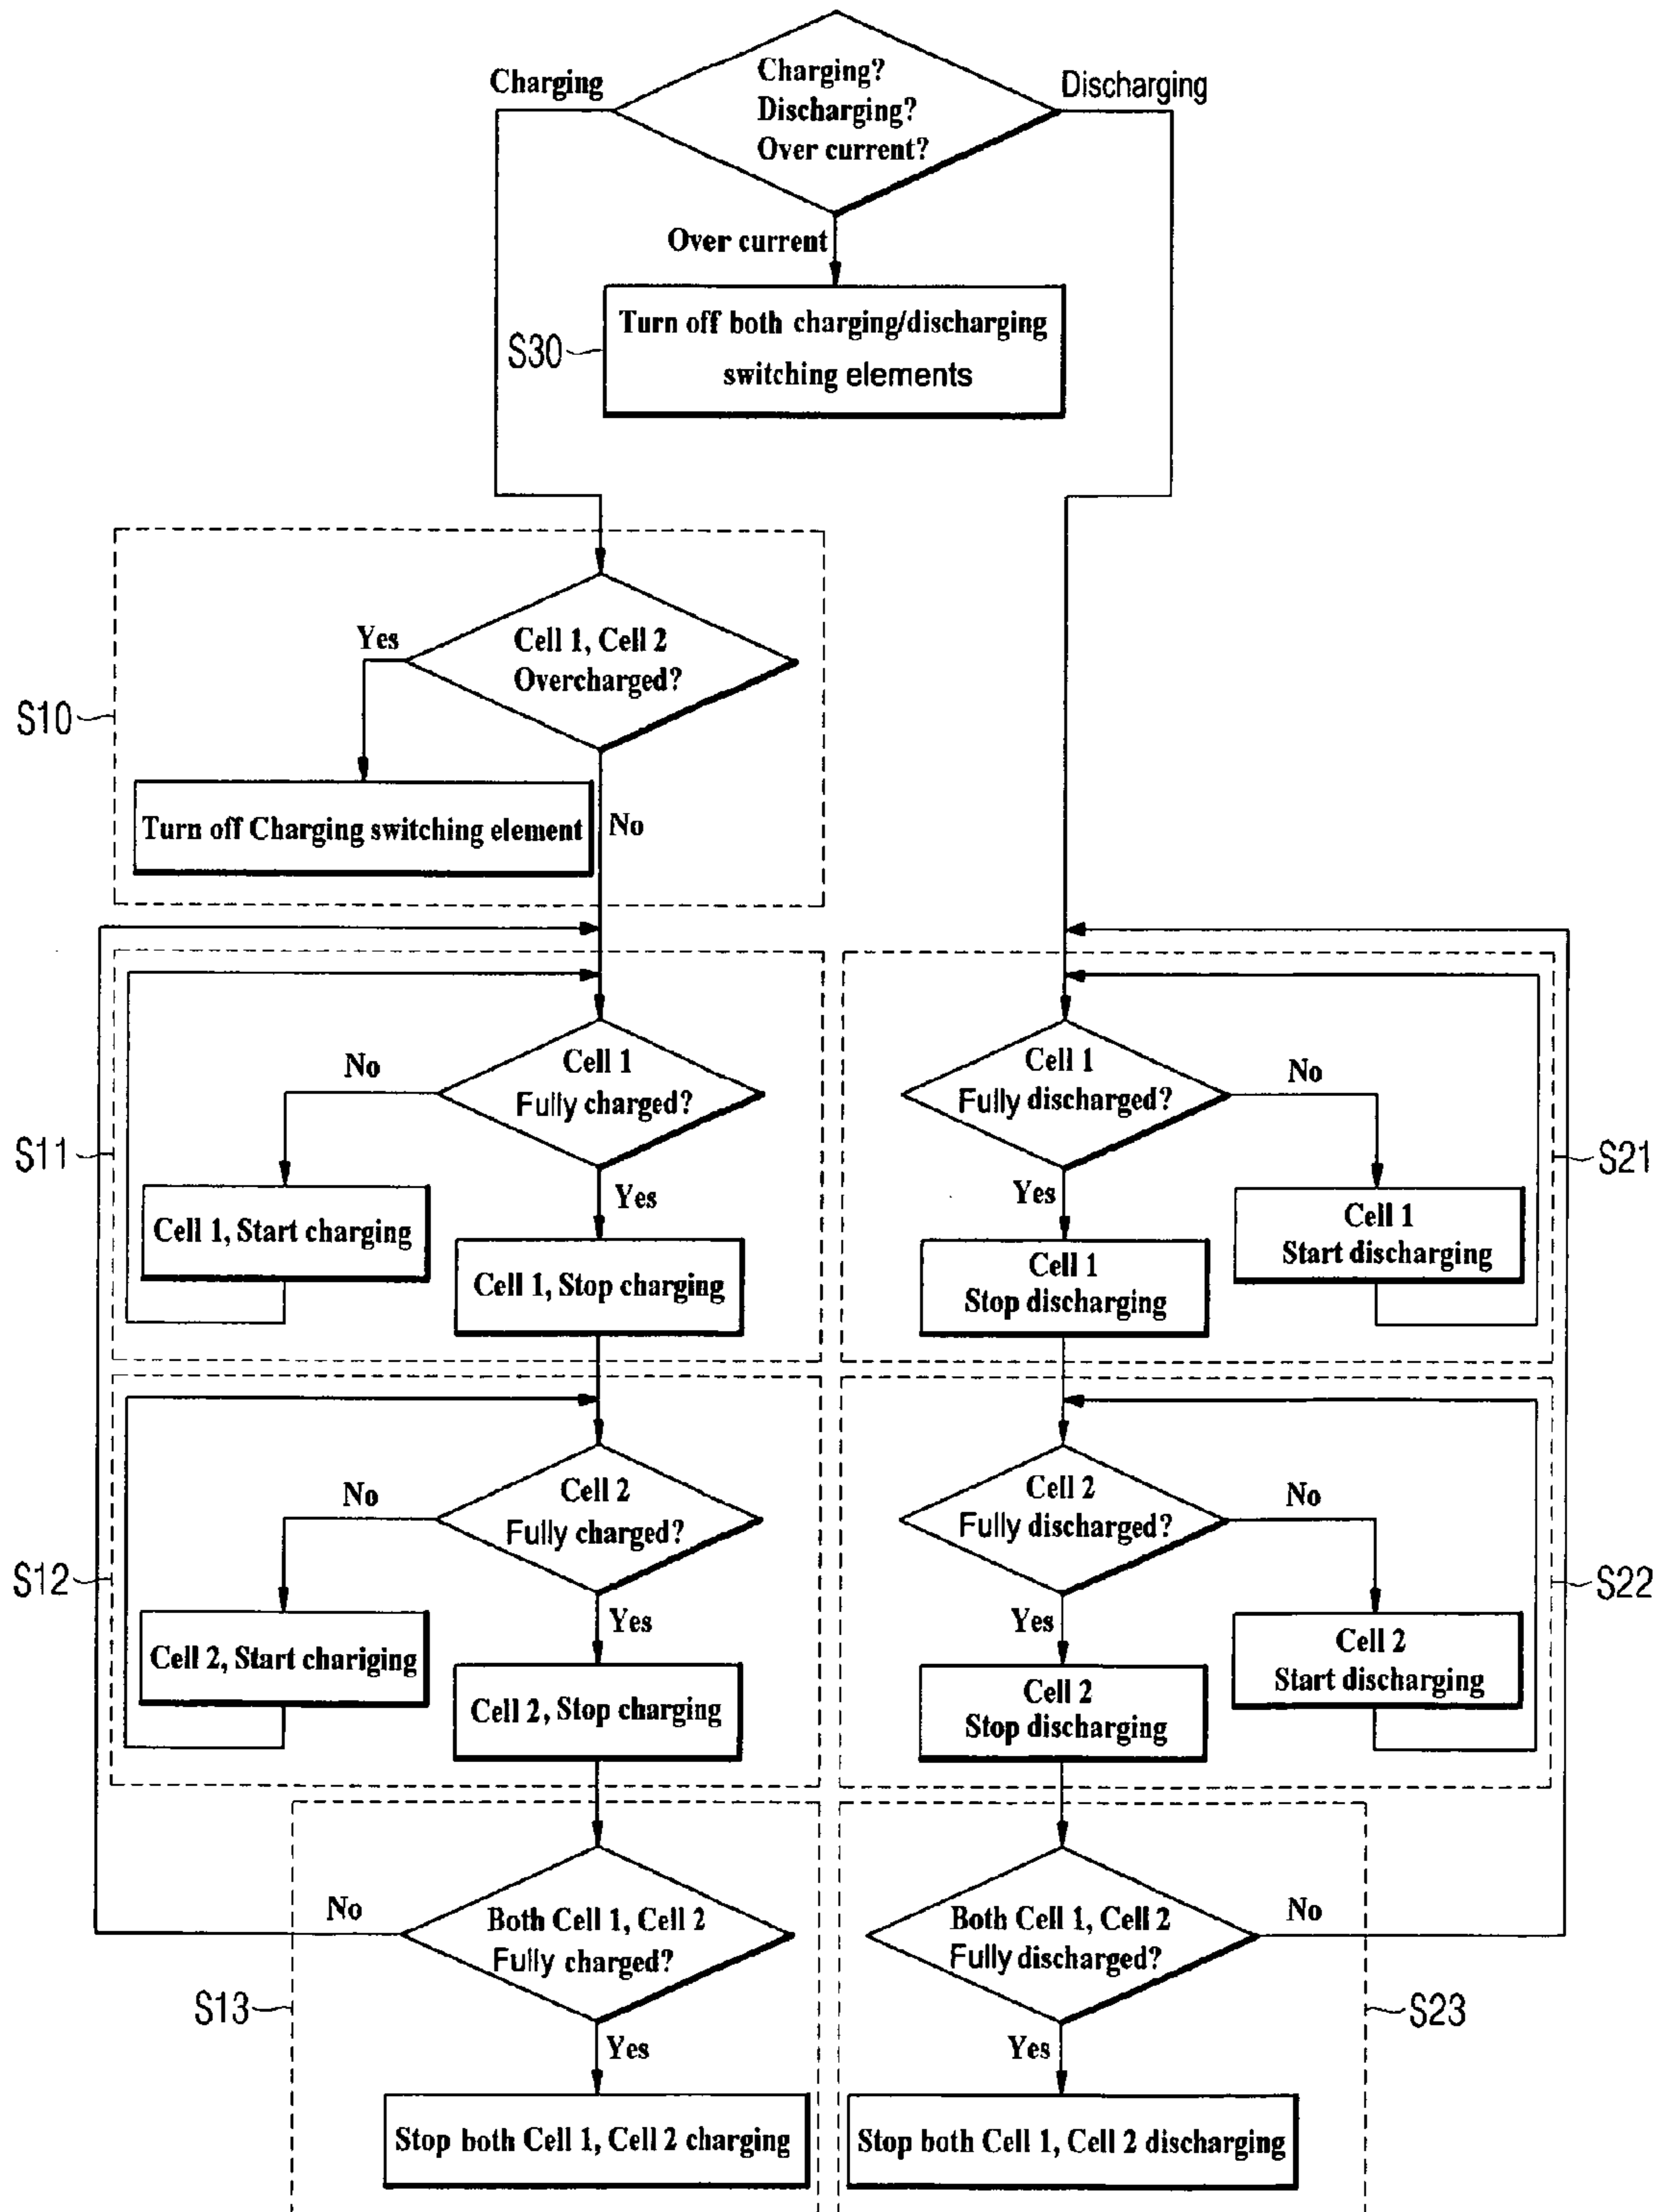 Charging
Charging?
Discharging?
Over current?
Discharging
Over current
S30
Turn off both charging/discharging
switching elements
S10
Yes
Cell 1, Cell 2
Overcharged?
Turn off Charging switching element
No
S11
No
Cell 1
Fully charged?
Yes
Cell 1, Start charging
Cell 1, Stop charging
Cell 1
Fully discharged?
No
Yes
Cell 1
Stop discharging
Cell 1
Start discharging
S21
S12
No
Cell 2
Fully charged?
Yes
Cell 2, Start chariging
Cell 2, Stop charging
Cell 2
Fully discharged?
No
Yes
Cell 2
Stop discharging
Cell 2
Start discharging
S22
No
Both Cell 1, Cell 2
Fully charged?
S13
Yes
Stop both Cell 1, Cell 2 charging
Both Cell 1, Cell 2
Fully discharged?
No
S23
Yes
Stop both Cell 1, Cell 2 discharging